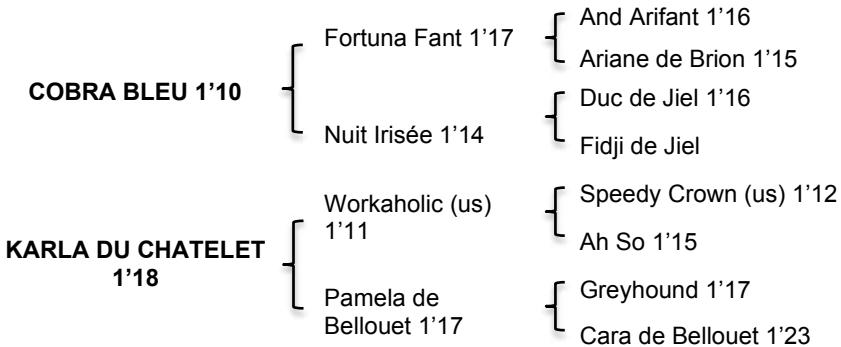 COBRA BLEU 1’10
Fortuna Fant 1’17
And Arifant 1’16
Ariane de Brion 1’15
Nuit Irisée 1’14
Duc de Jiel 1’16
Fidji de Jiel
KARLA DU CHATELET
1’18
Workaholic (us)
1’11
Speedy Crown (us) 1’12
Ah So 1’15
Pamela de
Bellouet 1’17
Greyhound 1’17
Cara de Bellouet 1’23